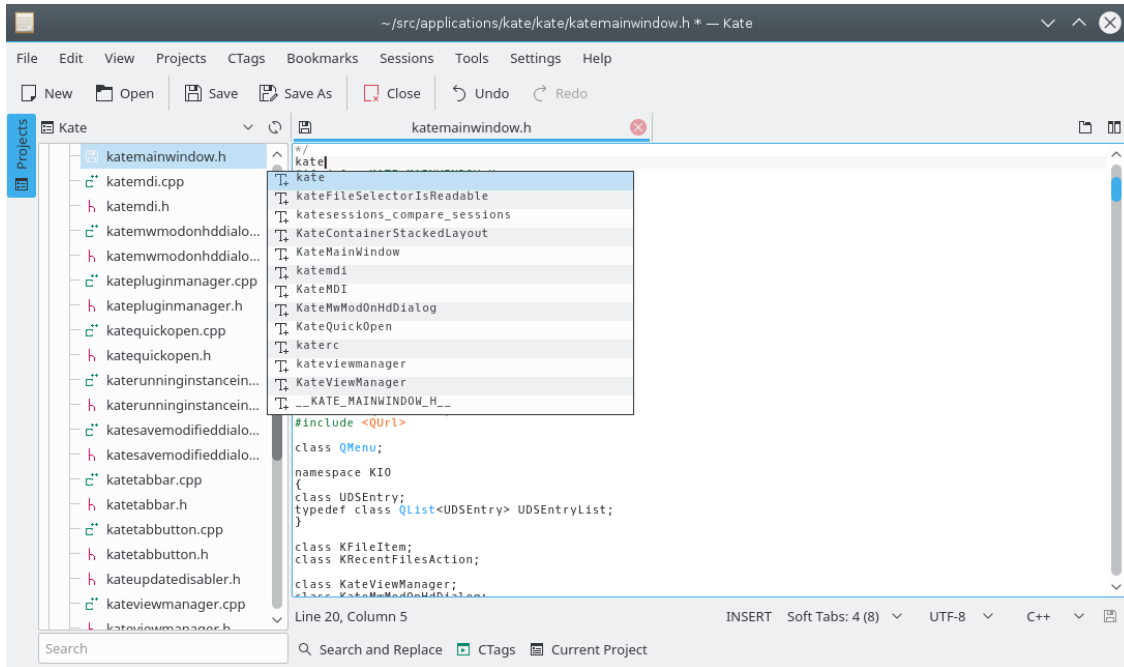 ~/src/applications/kate/kate/katemainwindow.h * — Kate
File Edit View Projects CTags Bookmarks Sessions Tools Settings Help
New Open Save Save As Close Undo Redo
Projects
Kate
katemainwindow.h
katemainwindow.h
katemdi.cpp
katemdi.h
katemwmodonhddialo...
katemwmodonhddialo...
katepluginmanager.cpp
katepluginmanager.h
katequickopen.cpp
katequickopen.h
katerunninginstancein...
katerunninginstancein...
katesavemodifieddialo...
katesavemodifieddialo...
katetabbar.cpp
katetabbar.h
katetabbutton.cpp
katetabbutton.h
kateupdatedisabler.h
kateviewmanager.cpp
kateviewmanager.h
*/
kate
kate
kateFileSelectorIsReadable
katesessions_compare_sessions
KateContainerStackedLayout
KateMainWindow
katemdi
KateMDI
KateMwModOnHdDialog
KateQuickOpen
katerc
kateviewmanager
KateViewManager
__KATE_MAINWINDOW_H__
#include <QUrl>
class QMenu;
namespace KIO
{
class UDSEntry;
typedef class QList<UDSEntry> UDSEntryList;
}
class KFileItem;
class KRecentFilesAction;
class KateViewManager;
class KateMwModOnHdDialog;
Line 20, Column 5 INSERT Soft Tabs: 4 (8) UTF-8 C++
Search
Search and Replace CTags Current Project